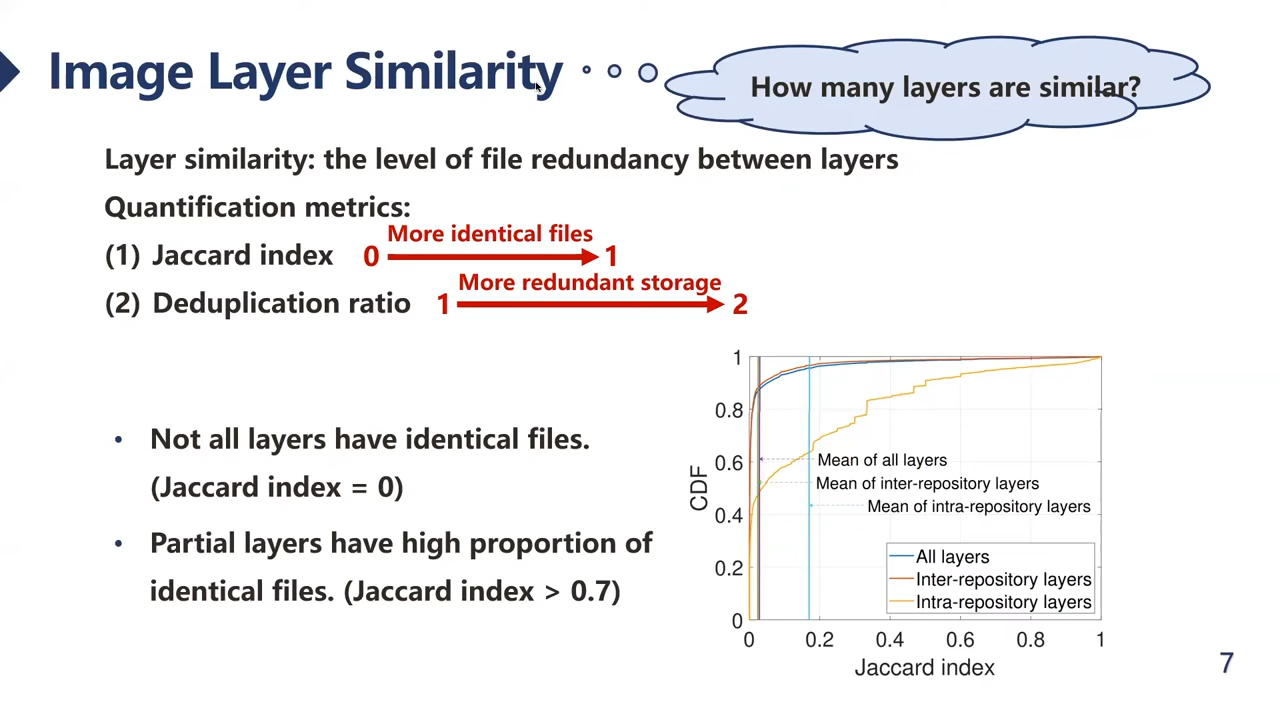 Image Layer Similarity
How many layers are similar?
Layer similarity: the level of file redundancy between layers
Quantification metrics:
(1) Jaccard index 0 More identical files 1
(2) Deduplication ratio 1 More redundant storage 2
• Not all layers have identical files.
(Jaccard index = 0)
• Partial layers have high proportion of
identical files. (Jaccard index > 0.7)
1
0.8
0.6
0.4
0.2
0
CDF
Mean of all layers
Mean of inter-repository layers
Mean of intra-repository layers
All layers
Inter-repository layers
Intra-repository layers
0 0.2 0.4 0.6 0.8 1
Jaccard index
7